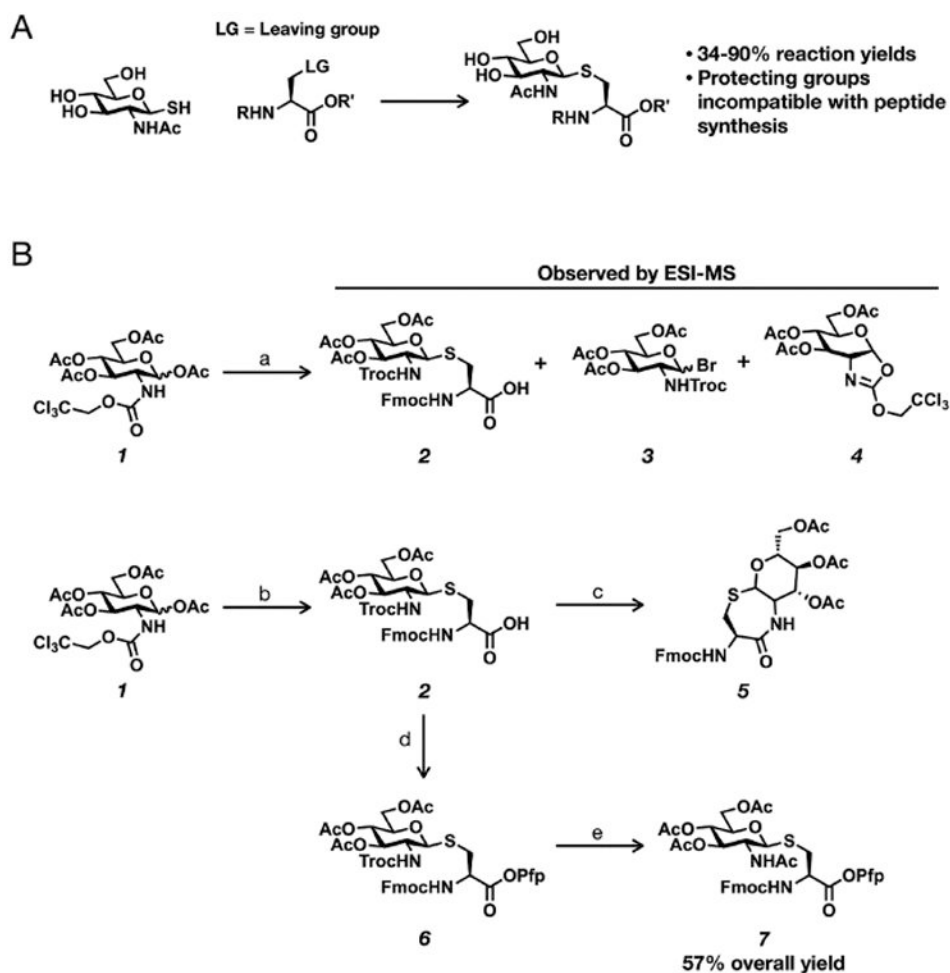 A
LG = Leaving group
OH
HO
HO
O
SH
NHAc
LG
RHN
OR'
O
OH
HO
HO
O
AcHN
S
RHN
OR'
O
• 34-90% reaction yields
• Protecting groups
incompatible with peptide
synthesis
B
Observed by ESI-MS
OAc
AcO
AcO
O
OAc
NH
Cl3C
O
O
1
a
OAc
AcO
AcO
O
TrocHN
S
FmocHN
OH
O
2
+
OAc
AcO
AcO
O
Br
NHTroc
3
+
AcO
AcO
AcO
O
O
N
O
CCl3
4
OAc
AcO
AcO
O
OAc
NH
Cl3C
O
O
1
b
OAc
AcO
AcO
O
TrocHN
S
FmocHN
OH
O
2
c
OAc
O
OAc
S
OAc
NH
FmocHN
O
5
d
OAc
AcO
AcO
O
TrocHN
S
FmocHN
OPfp
O
6
e
OAc
AcO
AcO
O
NHAc
S
FmocHN
OPfp
O
7
57% overall yield